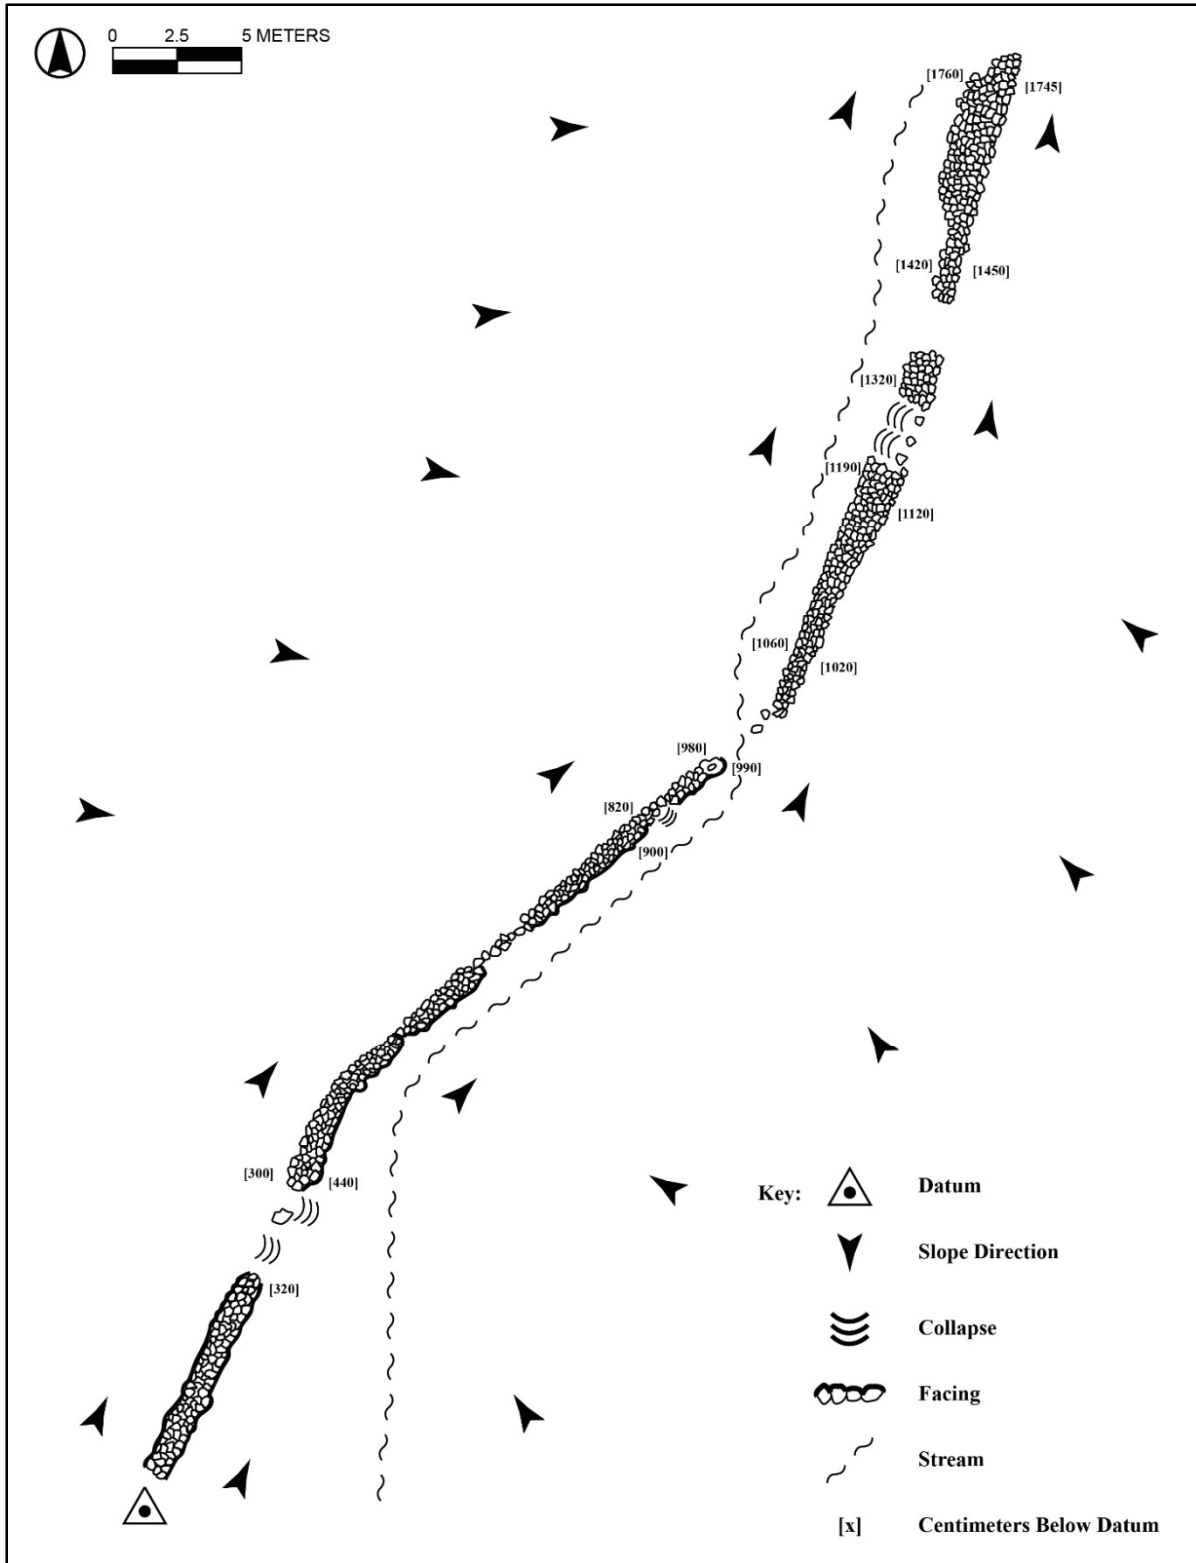 0 2.5 5 METERS
[1760]
[1745]
[1420]
[1450]
[1320]
[1190]
[1120]
[1060]
[1020]
[980]
[990]
[820]
[900]
[300]
[440]
[320]
Key:
Datum
Slope Direction
Collapse
Facing
Stream
[x] Centimeters Below Datum